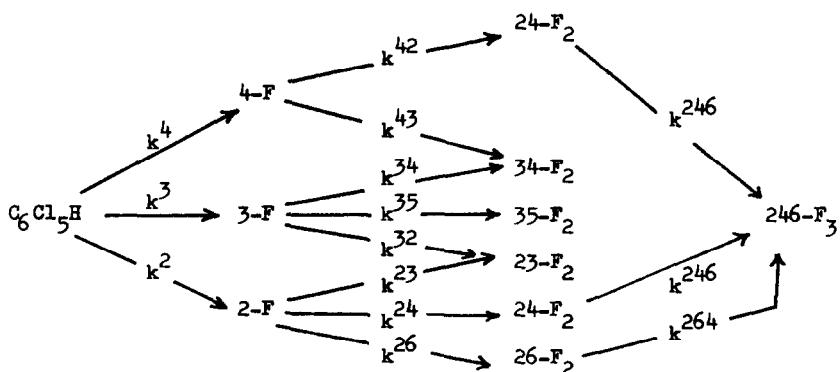 24-F₂
k⁴²
4-F
k²⁴⁶
k⁴
k⁴³
k³⁴
34-F₂
C₆Cl₅H
k³
3-F
k³⁵
35-F₂
246-F₃
k³²
23-F₂
k²
k²³
k²⁴⁶
2-F
k²⁴
24-F₂
k²⁶
k²⁶⁴
26-F₂